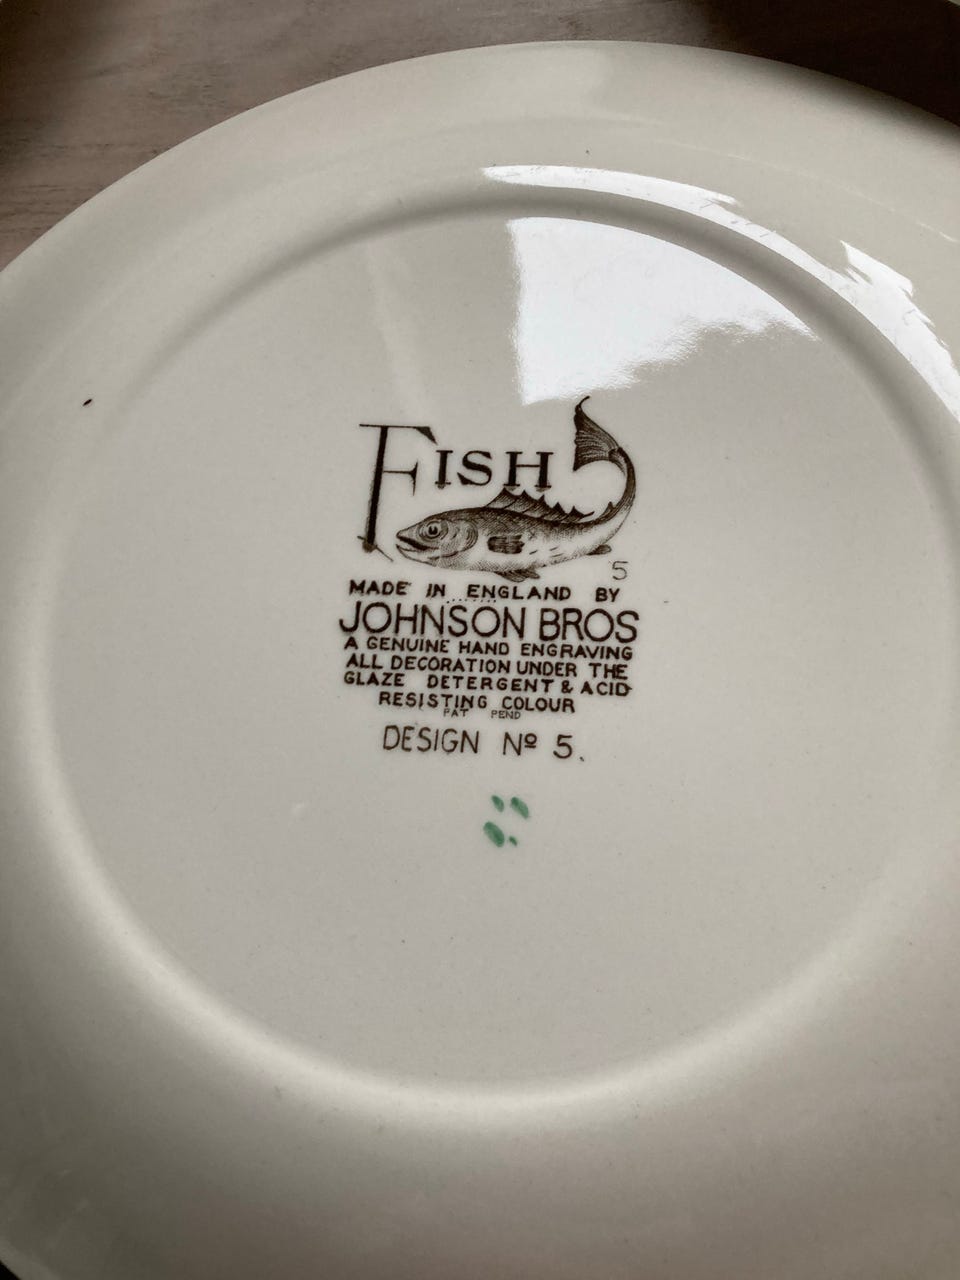 FISH
5
MADE IN ENGLAND BY
JOHNSON BROS
A GENUINE HAND ENGRAVING
ALL DECORATION UNDER THE
GLAZE DETERGENT & ACID
RESISTING COLOUR
PAT PEND
DESIGN Nº 5.